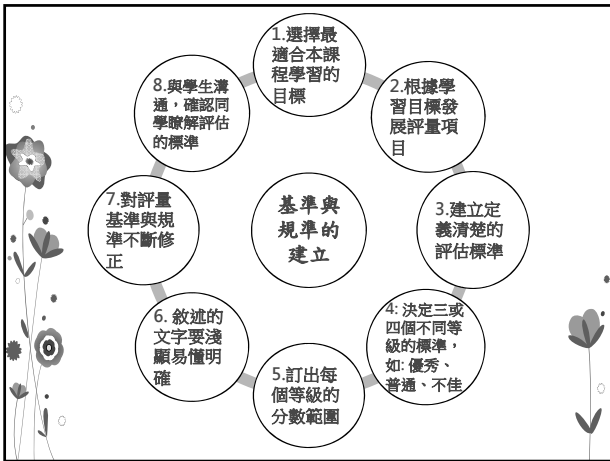 1.選擇最
適合本課
程學習的
目標
2.根據學
習目標發
展評量項
目
3.建立定
義清楚的
評估標準
4: 決定三或
四個不同等
級的標準，
如: 優秀、
普通、不佳
5.訂出每
個等級的
分數範圍
6. 敘述的
文字要淺
顯易懂明
確
7.對評量
基準與規
準不斷修
正
8.與學生溝
通，確認同
學瞭解評估
的標準
基準與
規準的
建立